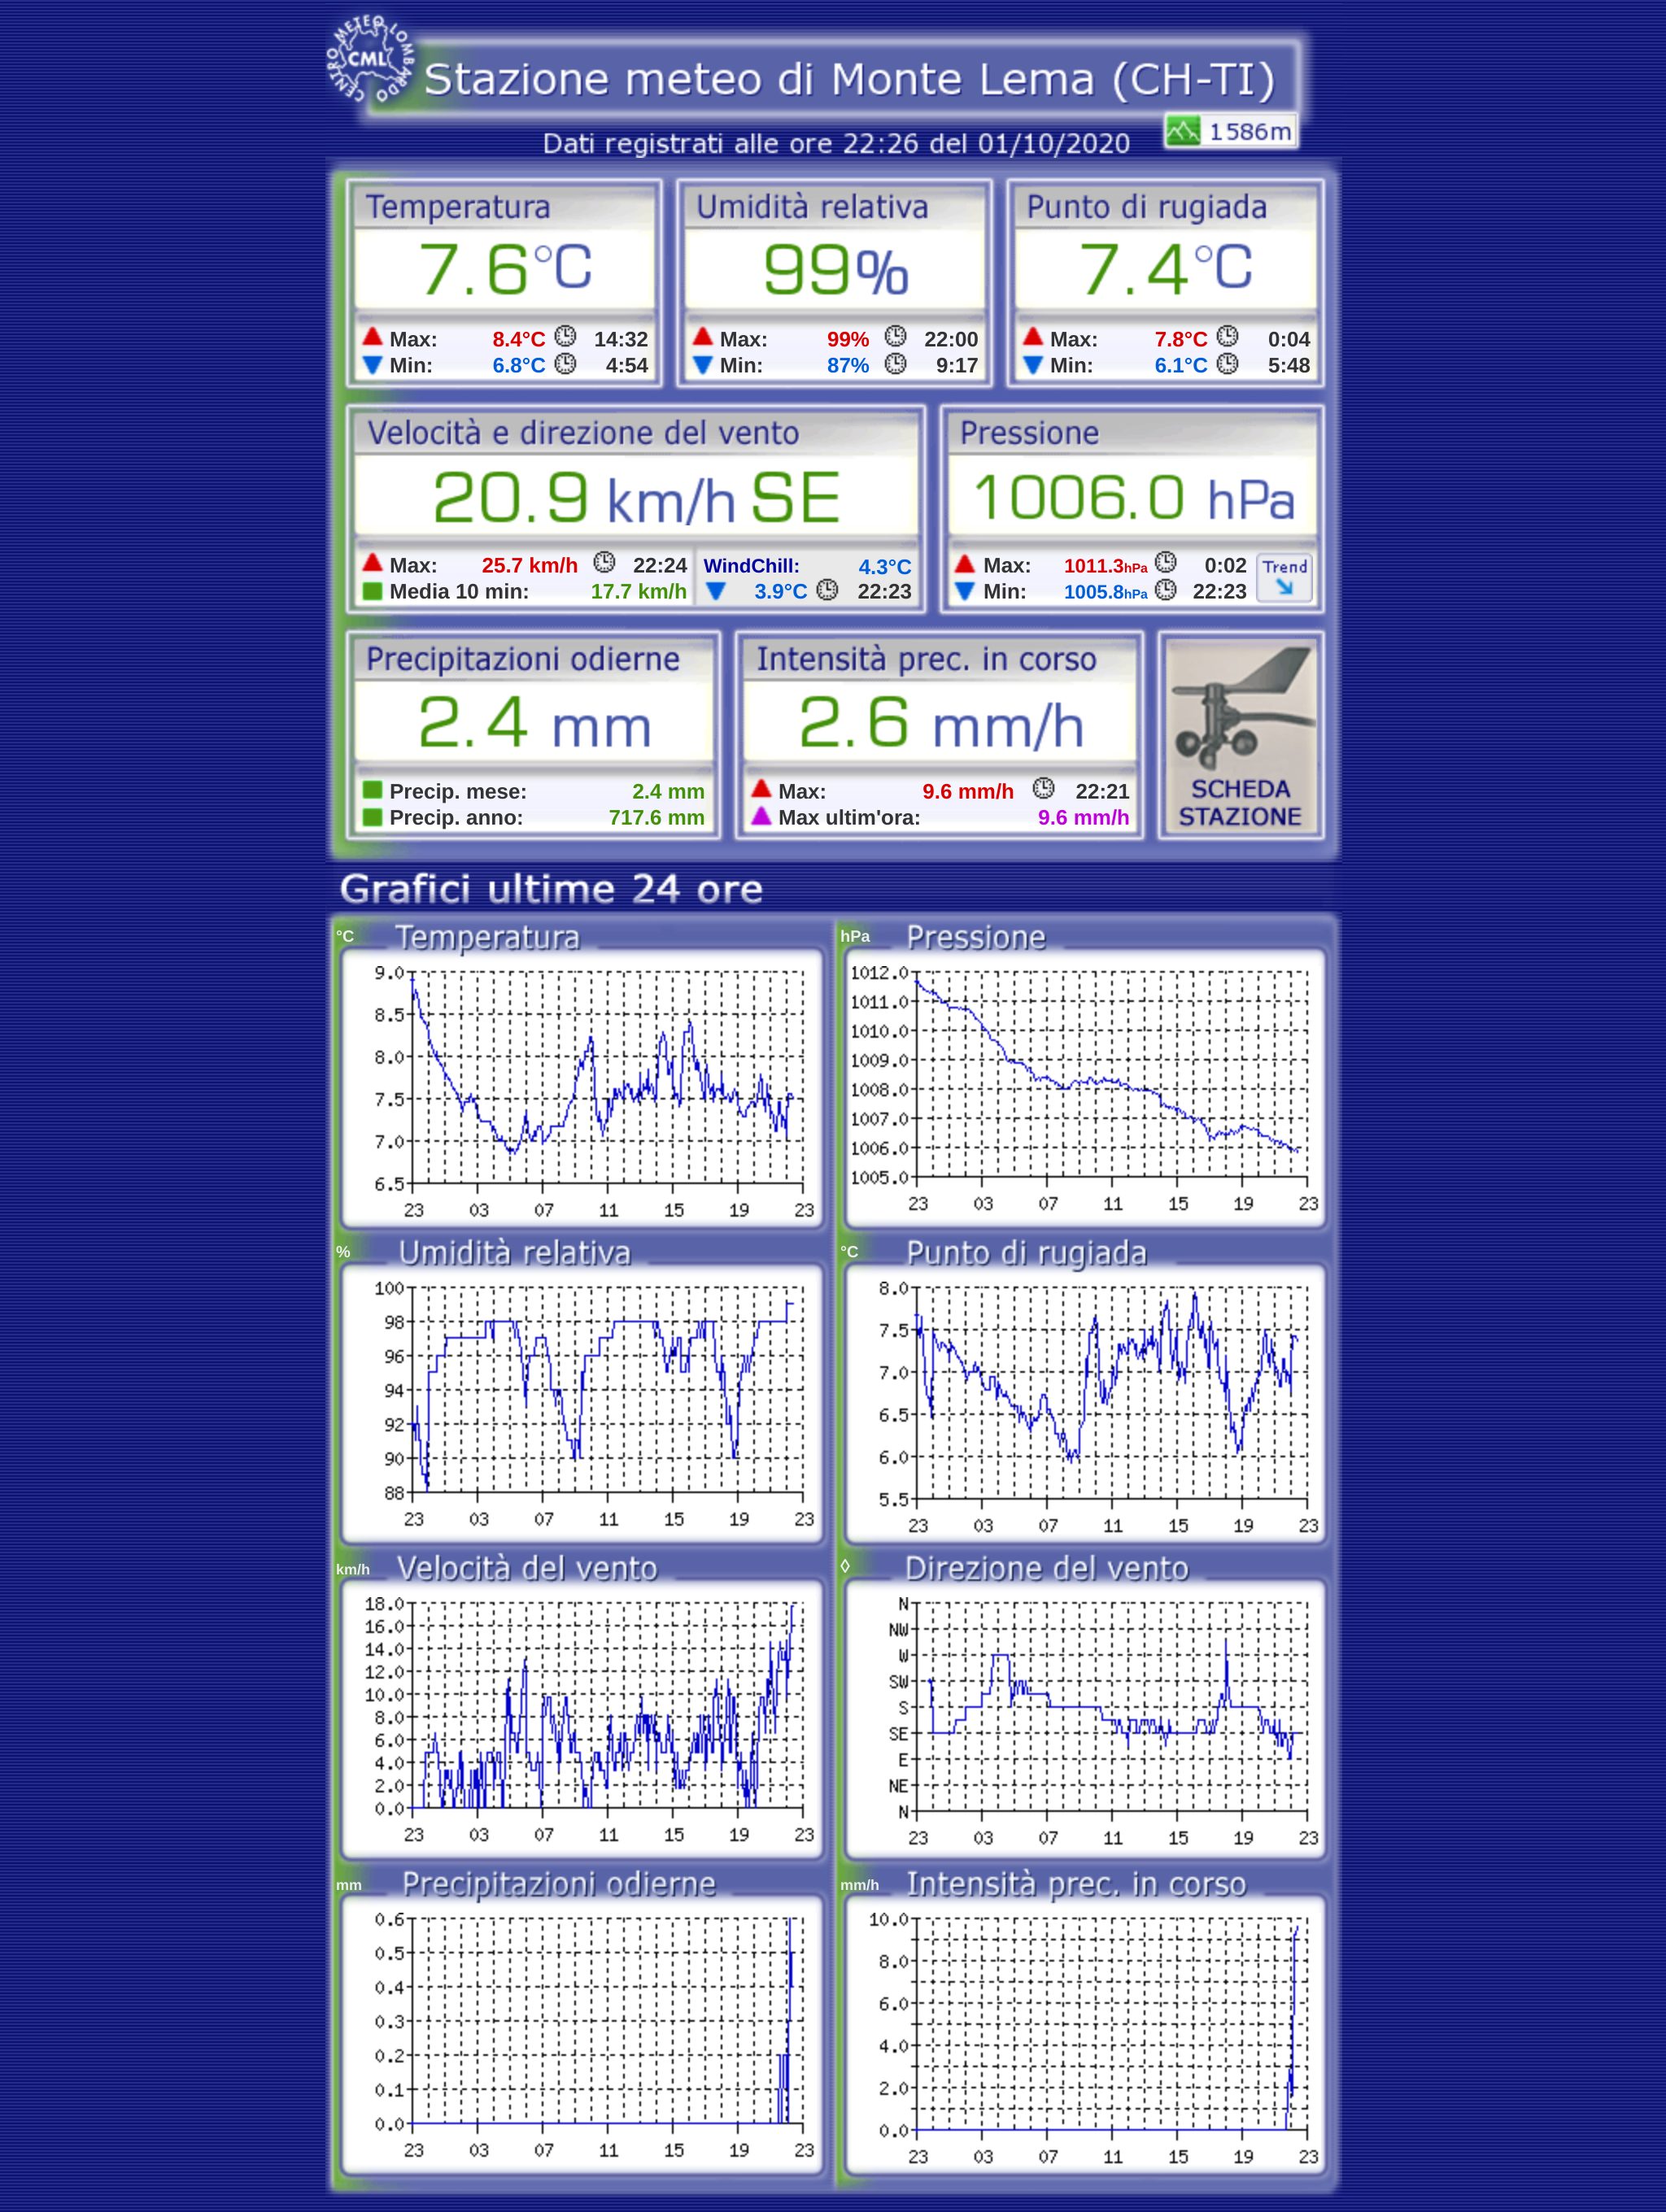 CENTRO METEO LOMBARDO
CML
Stazione meteo di Monte Lema (CH-TI)
Dati registrati alle ore 22:26 del 01/10/2020
1586m
Temperatura Umidità relativa Punto di rugiada
7.6°C 99% 7.4°C
Max: 8.4°C 14:32 Max: 99% 22:00 Max: 7.8°C 0:04
Min: 6.8°C 4:54 Min: 87% 9:17 Min: 6.1°C 5:48
Velocità e direzione del vento Pressione
20.9 km/h SE 1006.0 hPa
Max: 25.7 km/h 22:24 WindChill: 4.3°C Max: 1011.3hPa 0:02 Trend
Media 10 min: 17.7 km/h 3.9°C 22:23 Min: 1005.8hPa 22:23
Precipitazioni odierne Intensità prec. in corso
2.4 mm 2.6 mm/h
Precip. mese: 2.4 mm Max: 9.6 mm/h 22:21 SCHEDA
Precip. anno: 717.6 mm Max ultim'ora: 9.6 mm/h STAZIONE
Grafici ultime 24 ore
°C Temperatura
9.0
8.5
8.0
7.5
7.0
6.5
23 03 07 11 15 19 23
hPa Pressione
1012.0
1011.0
1010.0
1009.0
1008.0
1007.0
1006.0
1005.0
23 03 07 11 15 19 23
% Umidità relativa
100
98
96
94
92
90
88
23 03 07 11 15 19 23
°C Punto di rugiada
8.0
7.5
7.0
6.5
6.0
5.5
23 03 07 11 15 19 23
km/h Velocità del vento
18.0
16.0
14.0
12.0
10.0
8.0
6.0
4.0
2.0
0.0
23 03 07 11 15 19 23
◊ Direzione del vento
N
NW
W
SW
S
SE
E
NE
N
23 03 07 11 15 19 23
mm Precipitazioni odierne
0.6
0.5
0.4
0.3
0.2
0.1
0.0
23 03 07 11 15 19 23
mm/h Intensità prec. in corso
10.0
8.0
6.0
4.0
2.0
0.0
23 03 07 11 15 19 23